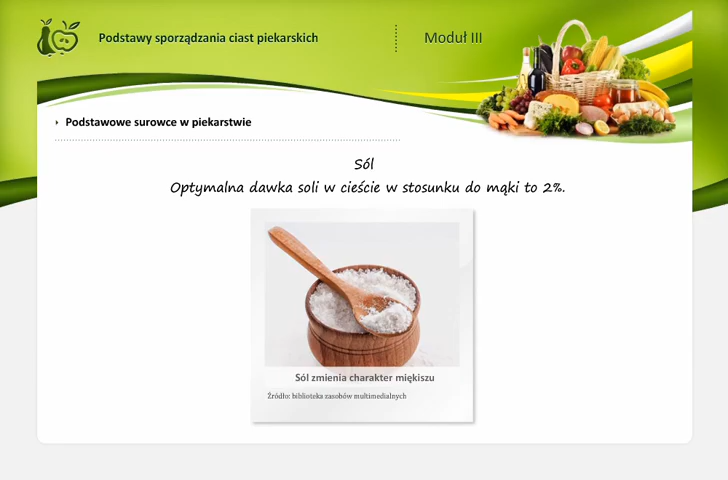 Podstawy sporządzania ciast piekarskich
Moduł III
Podstawowe surowce w piekarstwie
Sól
Optymalna dawka soli w cieście w stosunku do mąki to 2%.
Sól zmienia charakter miękiszu
Źródło: biblioteka zasobów multimedialnych